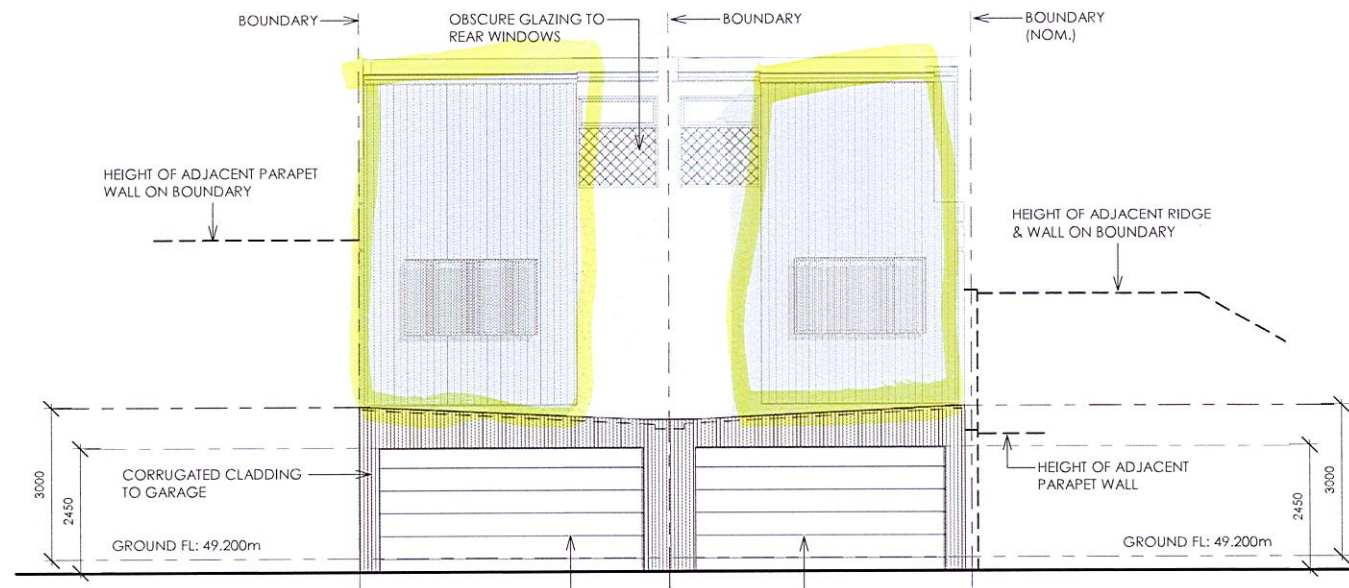 BOUNDARY
OBSCURE GLAZING TO
REAR WINDOWS
BOUNDARY
BOUNDARY
(NOM.)
HEIGHT OF ADJACENT PARAPET
WALL ON BOUNDARY
HEIGHT OF ADJACENT RIDGE
& WALL ON BOUNDARY
CORRUGATED CLADDING
TO GARAGE
HEIGHT OF ADJACENT
PARAPET WALL
3000
2450
2450
3000
GROUND FL: 49.200m
GROUND FL: 49.200m